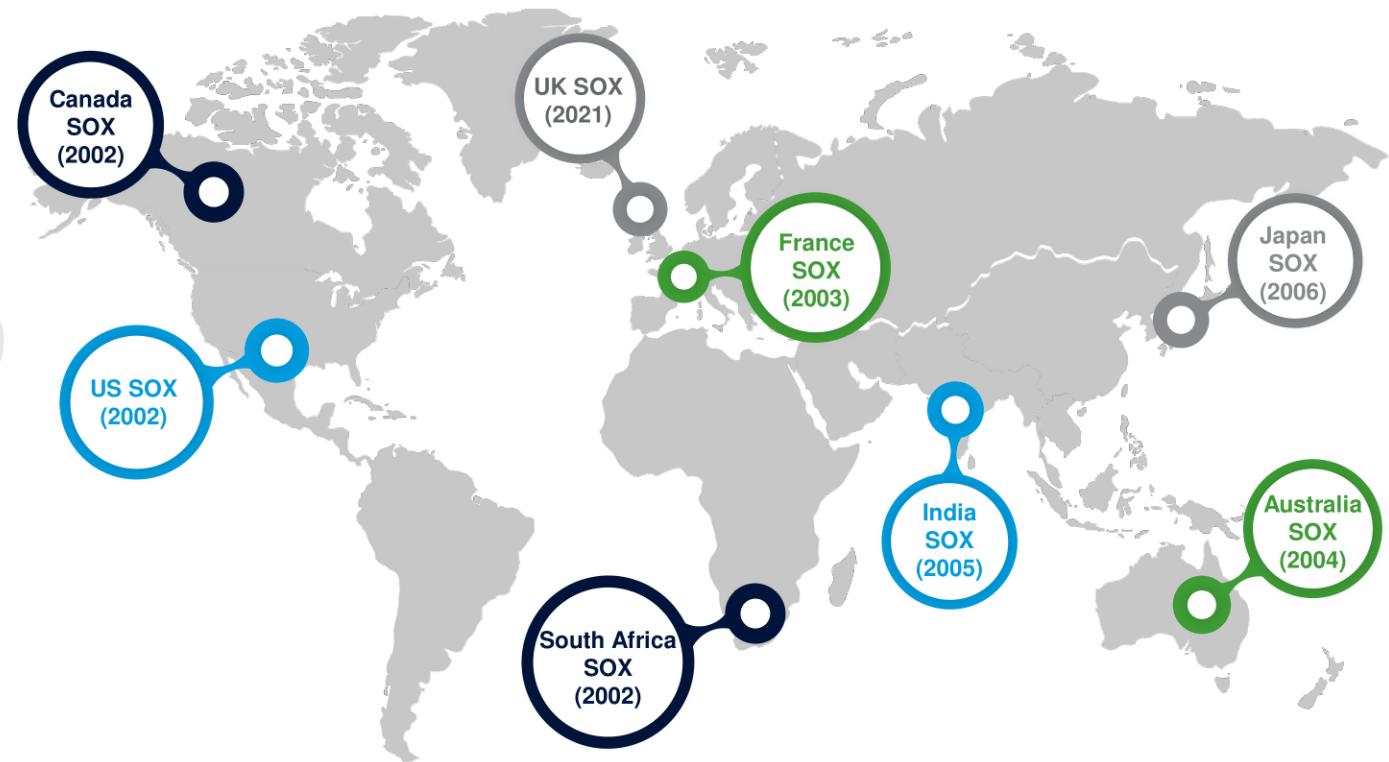 Canada
SOX
(2002)
UK SOX
(2021)
France
SOX
(2003)
Japan
SOX
(2006)
US SOX
(2002)
India
SOX
(2005)
Australia
SOX
(2004)
South Africa
SOX
(2002)